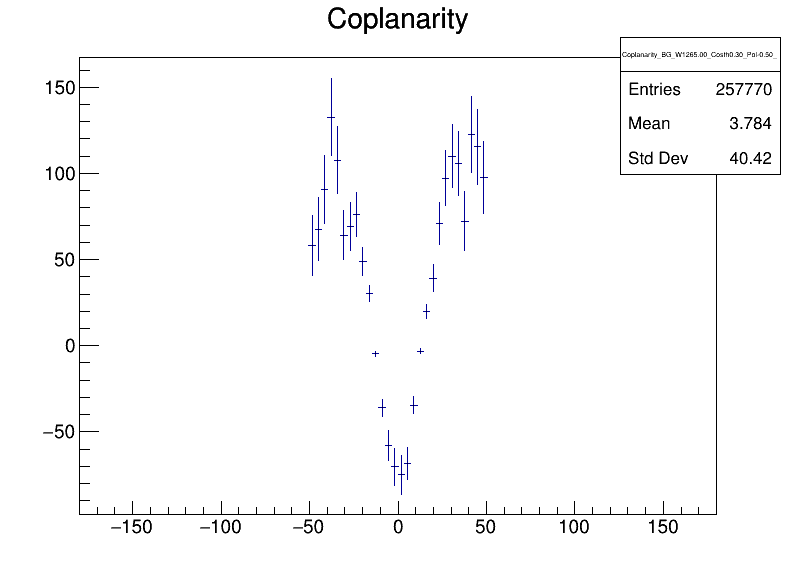 Coplanarity
Coplanarity_BG_W1265.00_Costh0.30_Pol-0.50_
Entries 257770
Mean 3.784
Std Dev 40.42
150
100
50
0
−50
−150 −100 −50 0 50 100 150